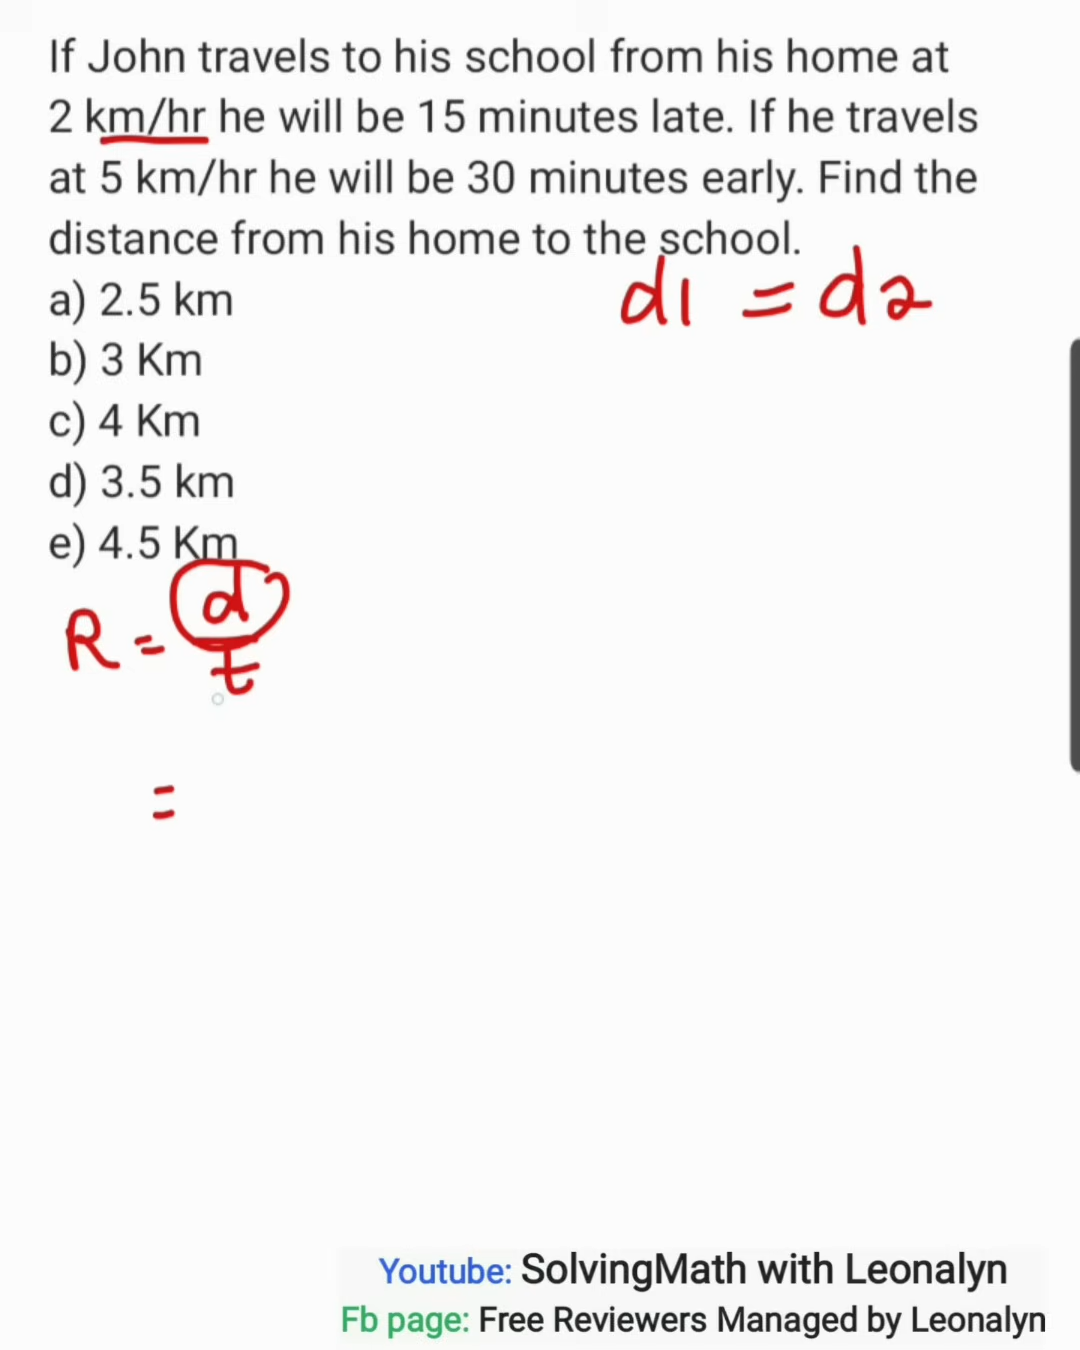 If John travels to his school from his home at
2 km/hr he will be 15 minutes late. If he travels
at 5 km/hr he will be 30 minutes early. Find the
distance from his home to the school.
d1 = d2
a) 2.5 km
b) 3 Km
c) 4 Km
d) 3.5 km
e) 4.5 Km
R = d/t
=
Youtube: SolvingMath with Leonalyn
Fb page: Free Reviewers Managed by Leonalyn